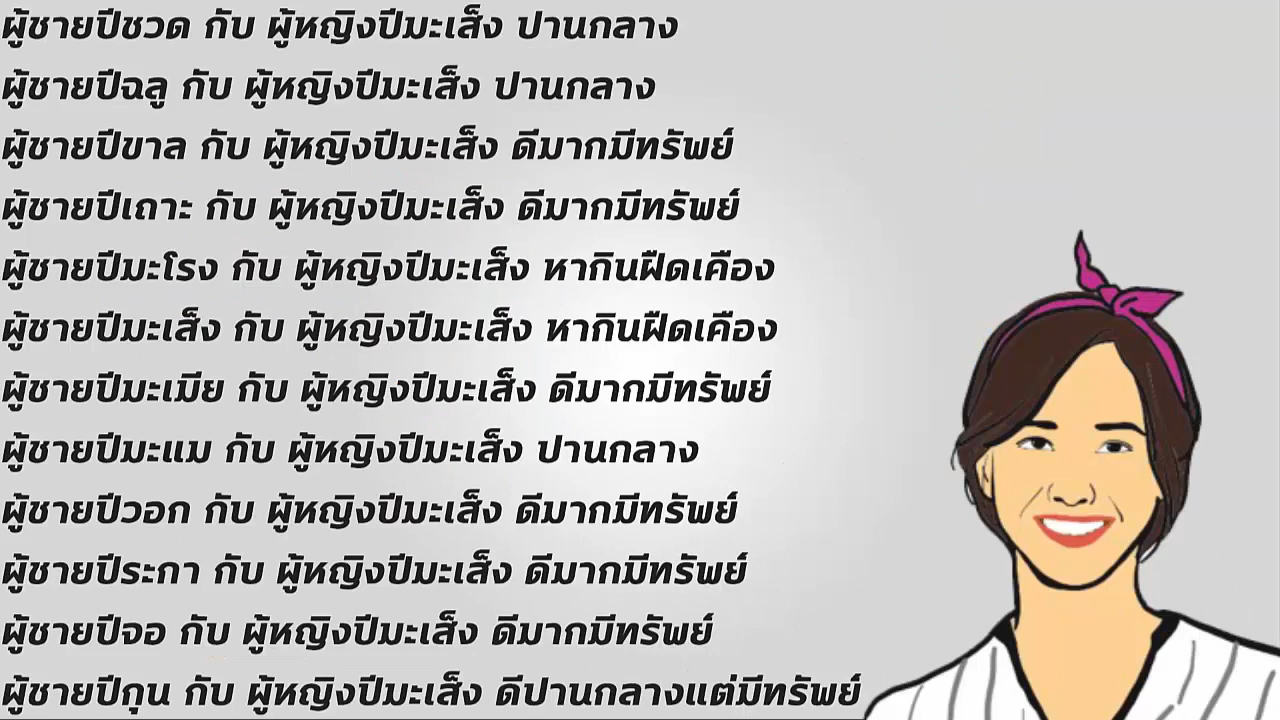 ผู้ชายปีชวด กับ ผู้หญิงปีมะเส็ง ปานกลาง
ผู้ชายปีฉลู กับ ผู้หญิงปีมะเส็ง ปานกลาง
ผู้ชายปีขาล กับ ผู้หญิงปีมะเส็ง ดีมากมีทรัพย์
ผู้ชายปีเถาะ กับ ผู้หญิงปีมะเส็ง ดีมากมีทรัพย์
ผู้ชายปีมะโรง กับ ผู้หญิงปีมะเส็ง หากินฝืดเคือง
ผู้ชายปีมะเส็ง กับ ผู้หญิงปีมะเส็ง หากินฝืดเคือง
ผู้ชายปีมะเมีย กับ ผู้หญิงปีมะเส็ง ดีมากมีทรัพย์
ผู้ชายปีมะแม กับ ผู้หญิงปีมะเส็ง ปานกลาง
ผู้ชายปีวอก กับ ผู้หญิงปีมะเส็ง ดีมากมีทรัพย์
ผู้ชายปีระกา กับ ผู้หญิงปีมะเส็ง ดีมากมีทรัพย์
ผู้ชายปีจอ กับ ผู้หญิงปีมะเส็ง ดีมากมีทรัพย์
ผู้ชายปีกุน กับ ผู้หญิงปีมะเส็ง ดีปานกลางแต่มีทรัพย์